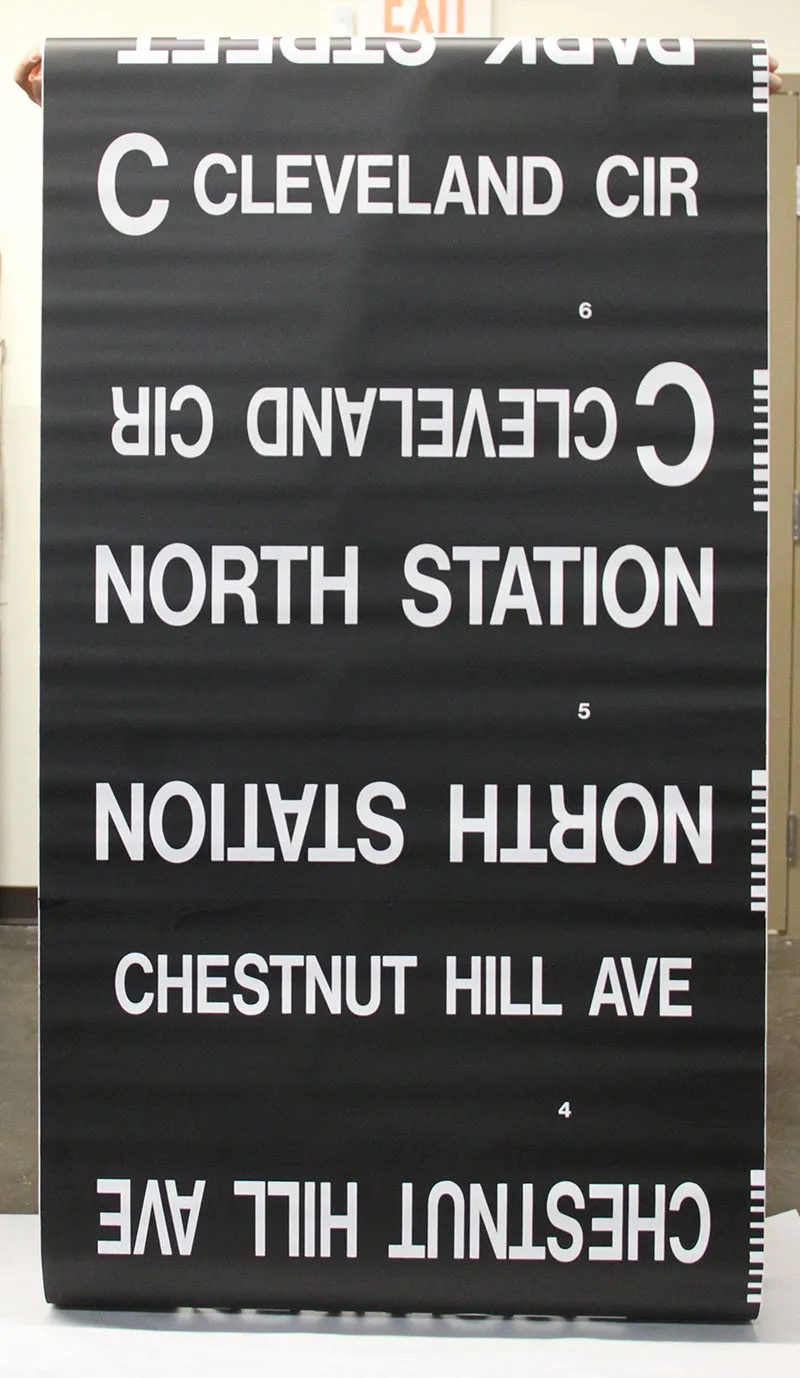 EXIT
PARK STREET
C CLEVELAND CIR
6
C CLEVELAND CIR
NORTH STATION
5
NORTH STATION
CHESTNUT HILL AVE
4
CHESTNUT HILL AVE